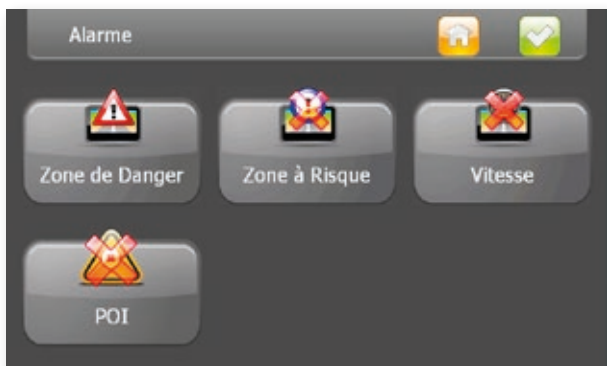 Alarme
Zone de Danger
Zone à Risque
Vitesse
POI